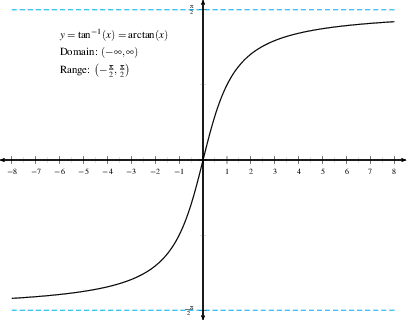 π/2
y = tan⁻¹(x) = arctan(x)
Domain: (−∞,∞)
Range: (−π/2, π/2)
−8 −7 −6 −5 −4 −3 −2 −1 1 2 3 4 5 6 7 8
−π/2